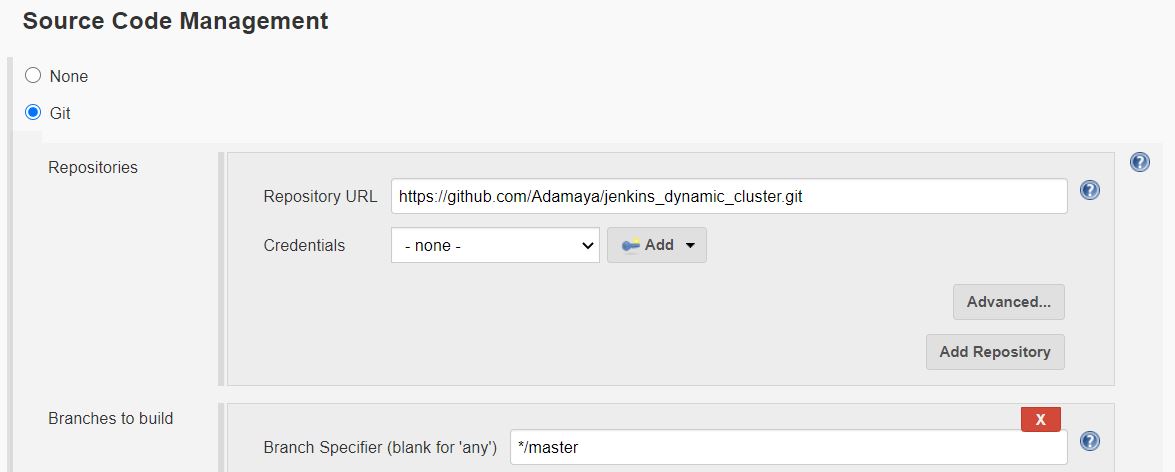 Source Code Management
None
Git
Repositories
Repository URL https://github.com/Adamaya/jenkins_dynamic_cluster.git
Credentials - none - Add
Advanced...
Add Repository
Branches to build
X
Branch Specifier (blank for 'any') */master